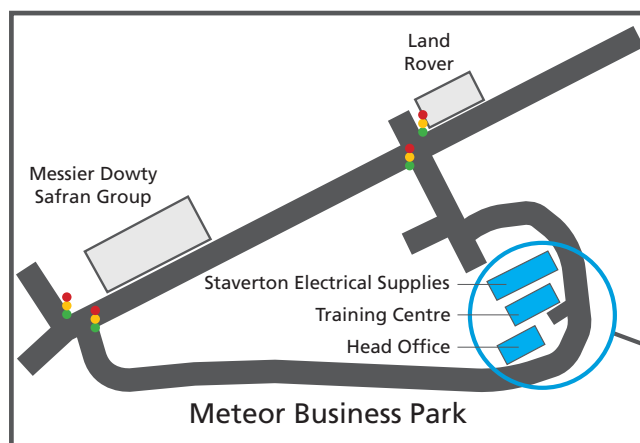 Land
Rover
Messier Dowty
Safran Group
Staverton Electrical Supplies
Training Centre
Head Office
Meteor Business Park